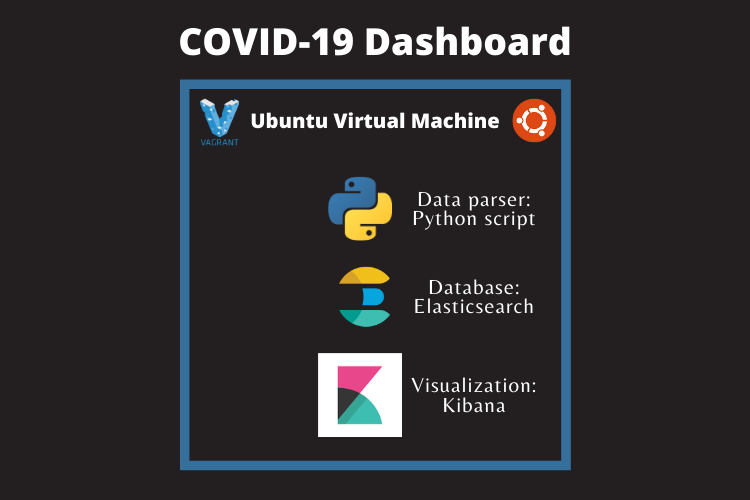 COVID-19 Dashboard
VAGRANT
Ubuntu Virtual Machine
Data parser:
Python script
Database:
Elasticsearch
Visualization:
Kibana